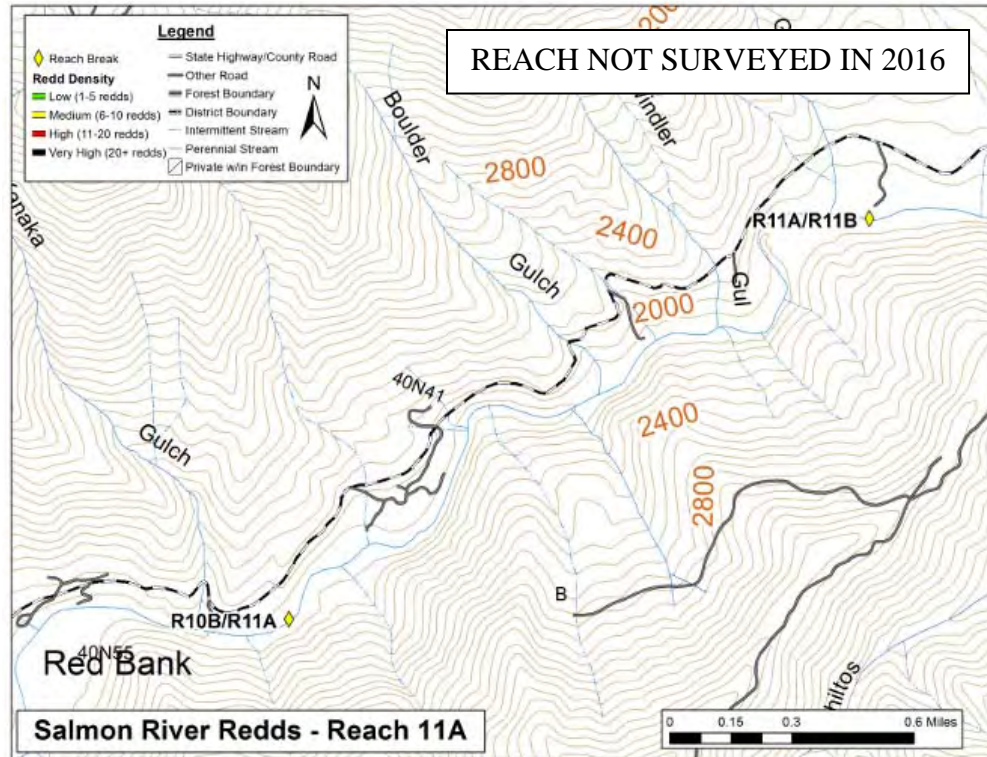 Legend
Reach Break
Redd Density
Low (1-5 redds)
Medium (6-10 redds)
High (11-20 redds)
Very High (20+ redds)
State Highway/County Road
Other Road
Forest Boundary
District Boundary
Intermittent Stream
Perennial Stream
Private w/in Forest Boundary
N
REACH NOT SURVEYED IN 2016
Boulder
2800
2400
R11A/R11B
Gulch
Gul
2000
40N41
2400
Gulch
2800
B
R10B/R11A
40N55
Red Bank
Salmon River Redds - Reach 11A
0 0.15 0.3 0.6 Miles